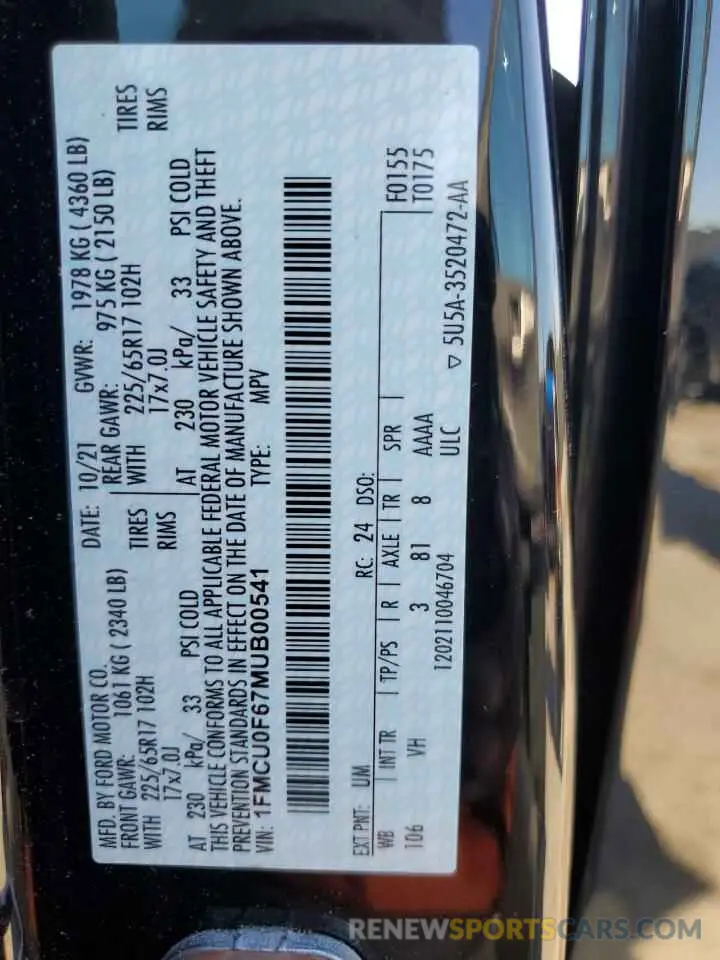 MFD. BY FORD MOTOR CO. DATE: 10/21 GVWR: 1978 KG ( 4360 LB)
FRONT GAWR: 1061 KG ( 2340 LB) REAR GAWR: 975 KG ( 2150 LB)
WITH 225/65R17 102H TIRES WITH 225/65R17 102H TIRES
17x7.0J RIMS 17x7.0J RIMS
AT 230 kPa/ 33 PSI COLD AT 230 kPa/ 33 PSI COLD
THIS VEHICLE CONFORMS TO ALL APPLICABLE FEDERAL MOTOR VEHICLE SAFETY AND THEFT
PREVENTION STANDARDS IN EFFECT ON THE DATE OF MANUFACTURE SHOWN ABOVE.
VIN: 1FMCU0F67MUB00541 TYPE: MPV
EXT PNT: UM RC: 24 DSO:
WB INT TR TP/PS R AXLE TR SPR F0155
106 VH 3 81 8 AAAA T0175
ULC
1202110046704 ▽ 5U5A-3520472-AA
RENEWSPORTSCARS.COM